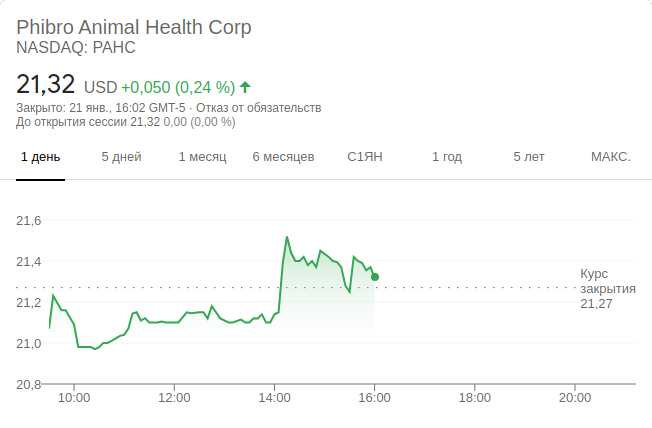 Phibro Animal Health Corp
NASDAQ: PAHC
21,32 USD +0,050 (0,24 %)
Закрыто: 21 янв., 16:02 GMT-5 · Отказ от обязательств
До открытия сессии 21,32 0,00 (0,00 %)
1 день 5 дней 1 месяц 6 месяцев С1ЯН 1 год 5 лет МАКС.
21,6
21,4
Курс
закрытия
21,2
21,27
21,0
20,8
10:00 12:00 14:00 16:00 18:00 20:00